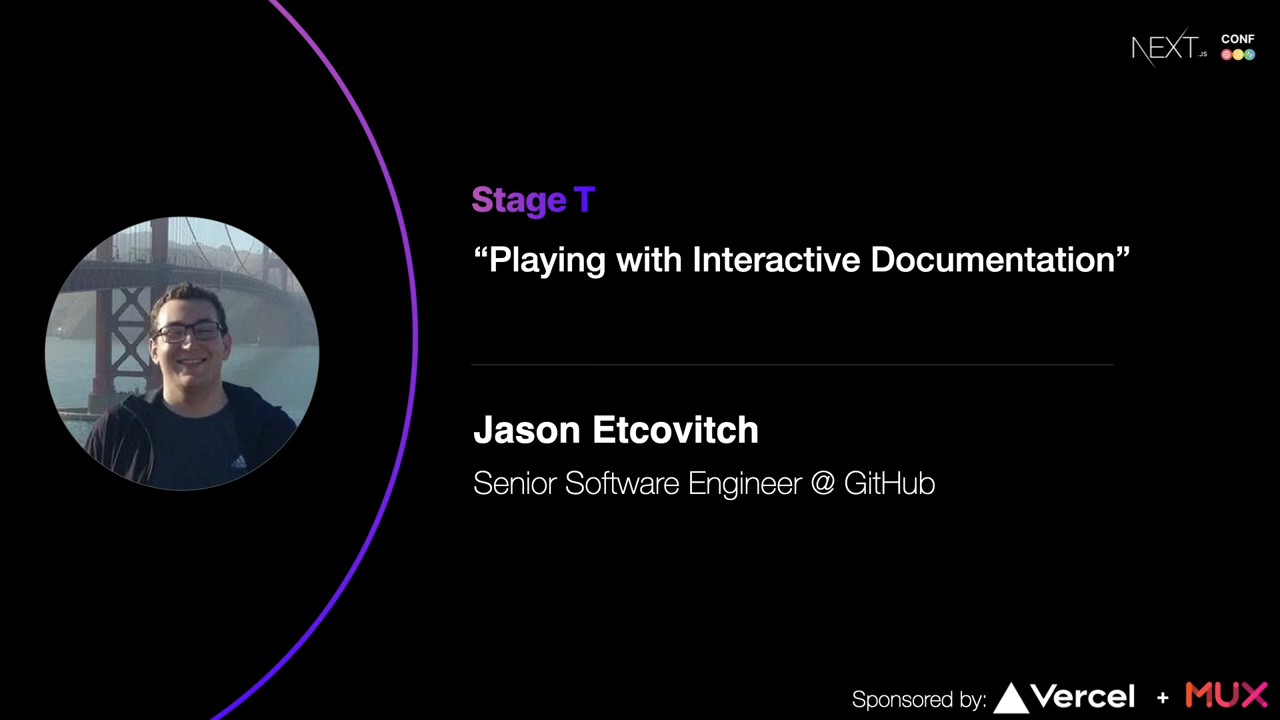 NEXT.JS CONF
Stage T
“Playing with Interactive Documentation”
Jason Etcovitch
Senior Software Engineer @ GitHub
Sponsored by: Vercel + MUX